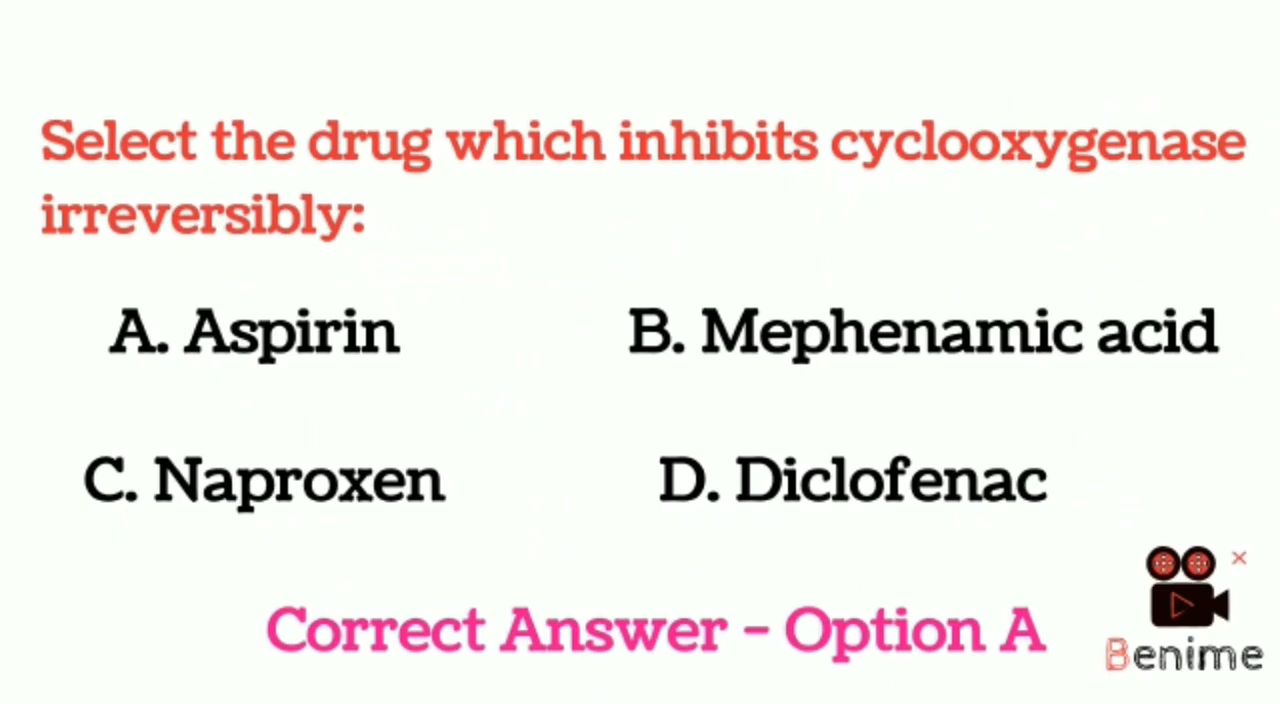 Select the drug which inhibits cyclooxygenase
irreversibly:
A. Aspirin
B. Mephenamic acid
C. Naproxen
D. Diclofenac
Correct Answer - Option A
Benime